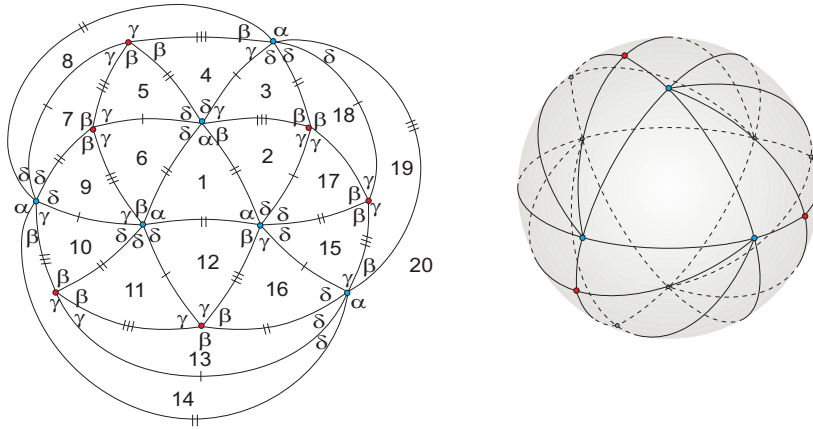 γ β α
8 γ β β γ δ δ δ
4
5 3
7 β γ δ δ γ β β 18
β δ α β γ γ
6 2 19
δ δ 9 1 17 γ
α γ δ γ β α α δ δ β γ
β 10 δ δ δ β γ δ 15
12 γ β 20
β 11 16 δ α
γ β
γ γ γ β δ
β δ
13
14